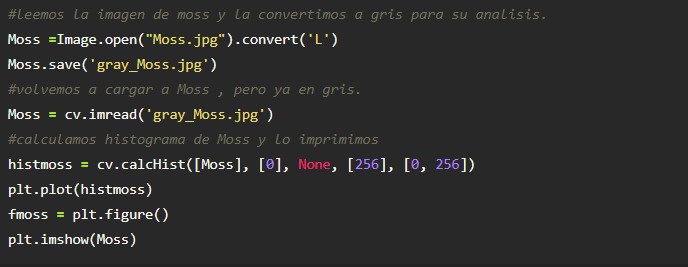 #leemos la imagen de moss y la convertimos a gris para su analisis.
Moss =Image.open("Moss.jpg").convert('L')
Moss.save('gray_Moss.jpg')
#volvemos a cargar a Moss , pero ya en gris.
Moss = cv.imread('gray_Moss.jpg')
#calculamos histograma de Moss y lo imprimimos
histmoss = cv.calcHist([Moss], [0], None, [256], [0, 256])
plt.plot(histmoss)
fmoss = plt.figure()
plt.imshow(Moss)